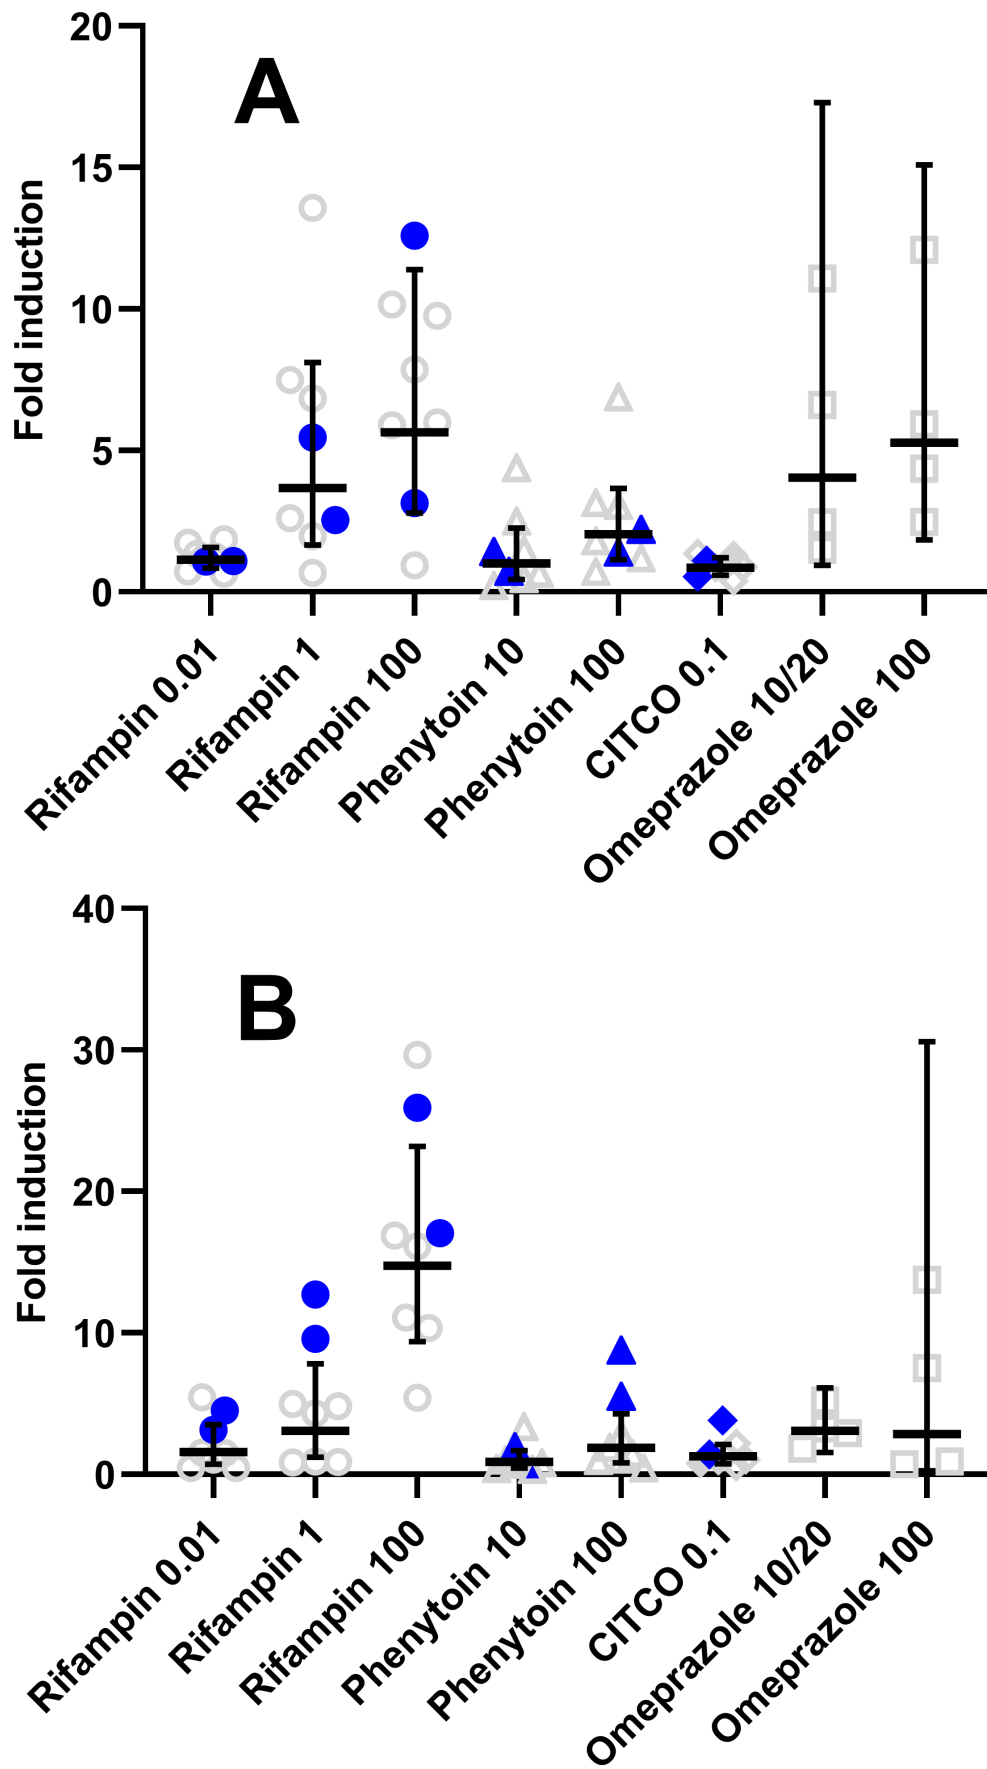 A
Fold induction
20
15
10
5
0
Rifampin 0.01
Rifampin 1
Rifampin 100
Phenytoin 10
Phenytoin 100
CITCO 0.1
Omeprazole 10/20
Omeprazole 100
B
Fold induction
40
30
20
10
0
Rifampin 0.01
Rifampin 1
Rifampin 100
Phenytoin 10
Phenytoin 100
CITCO 0.1
Omeprazole 10/20
Omeprazole 100